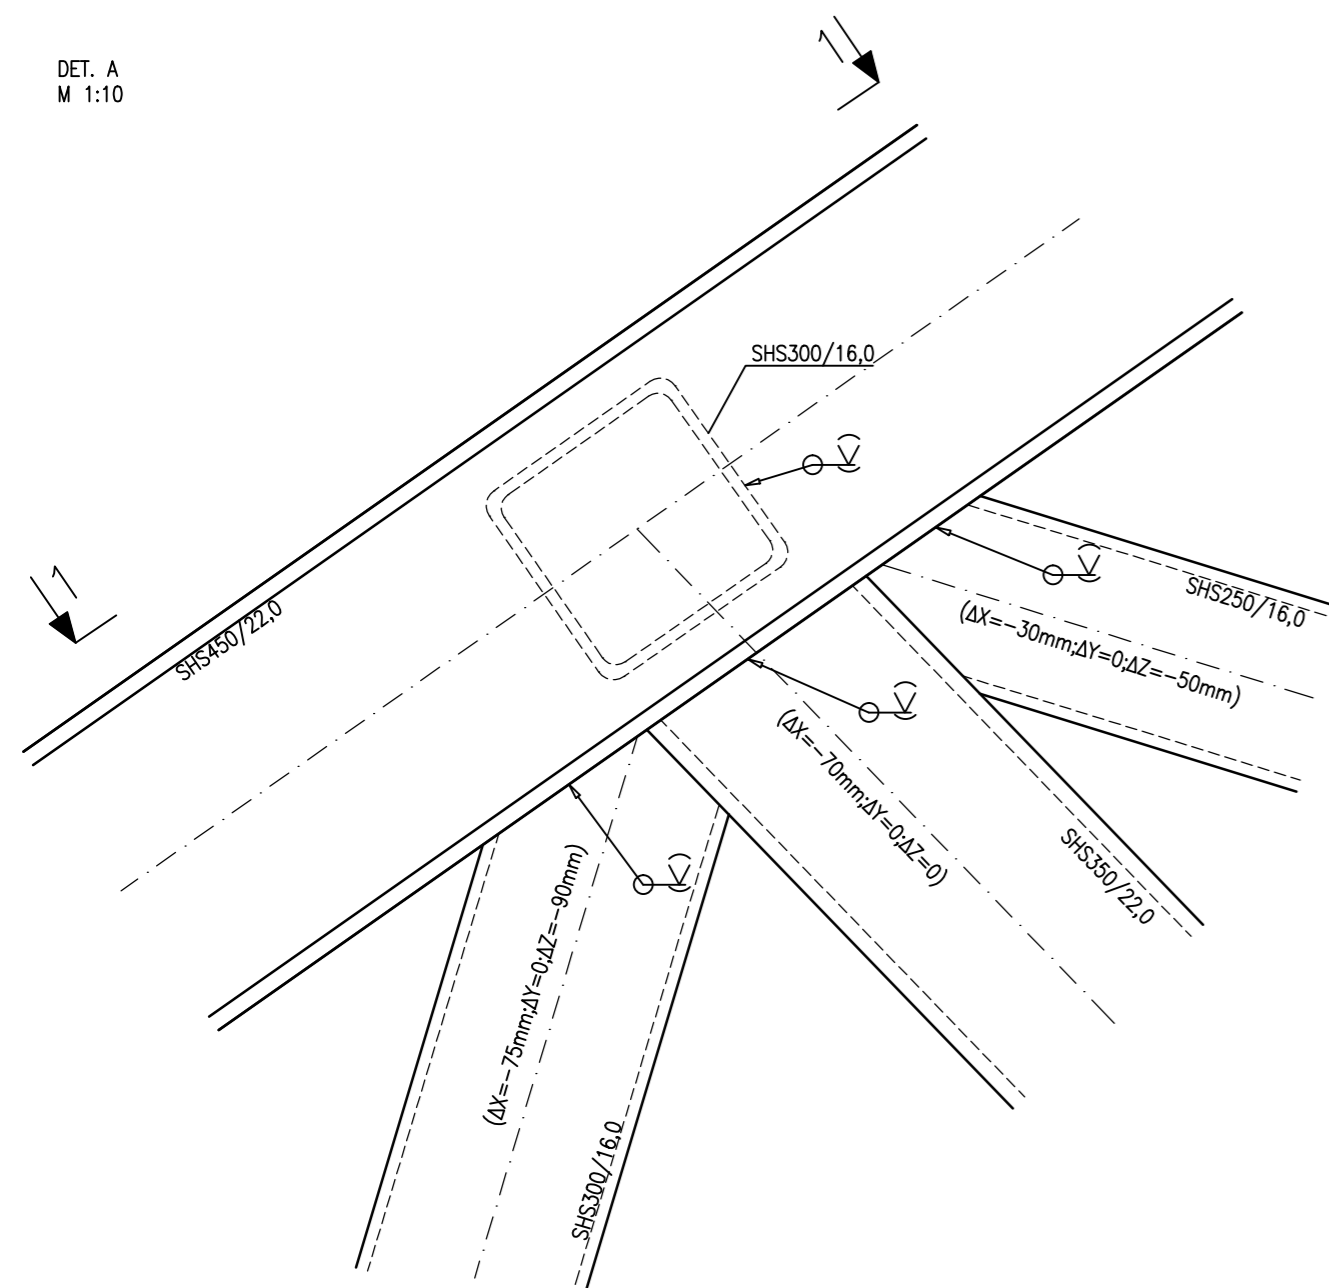 DET. A
M 1:10
1
SHS300/16,0
1
SHS450/22,0
SHS250/16,0
(ΔX=-30mm;ΔY=0;ΔZ=-50mm)
(ΔX=-70mm;ΔY=0;ΔZ=0)
SHS350/22,0
(ΔX=-75mm;ΔY=0;ΔZ=-90mm)
SHS300/16,0